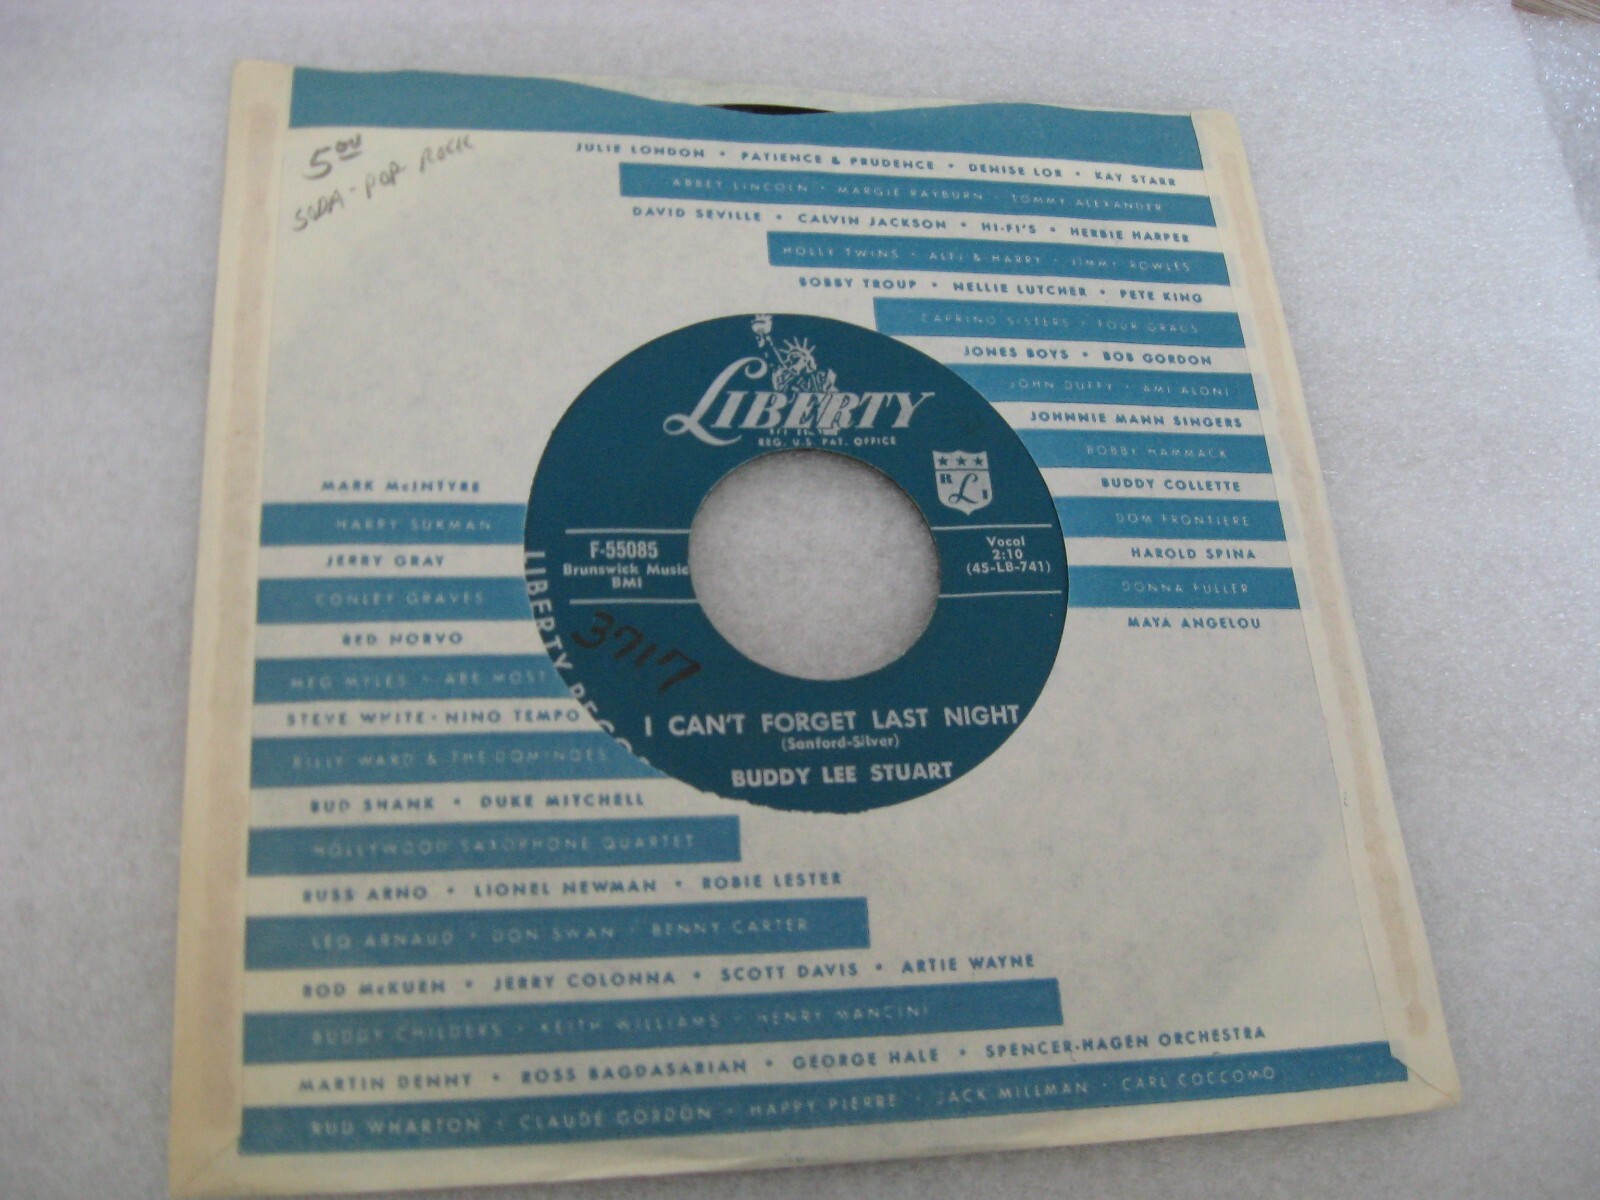 5 00
SODA-POP ROCK
JULIE LONDON • PATIENCE & PRUDENCE • DENISE LOR • KAY STARR
ABBEY LINCOLN • MARGIE RAYBURN • TOMMY ALEXANDER
DAVID SEVILLE • CALVIN JACKSON • HI-FI'S • HERBIE HARPER
HOLLY TWINS • ALFI & HARRY • JIMMY ROWLES
BOBBY TROUP • NELLIE LUTCHER • PETE KING
CAPRINO SISTERS • FOUR GRADS
JONES BOYS • BOB GORDON
JOHN DUFFY • AMI ALONI
JOHNNIE MANN SINGERS
BOBBY HAMMACK
BUDDY COLLETTE
DOM FRONTIERE
HAROLD SPINA
DONNA FULLER
MAYA ANGELOU
LIBERTY
REG. U.S. PAT. OFFICE
R L I
F-55085
Brunswick Music
BMI
Vocal
2:10
(45-LB-741)
3717
LIBERTY RECO
I CAN'T FORGET LAST NIGHT
(Sanford-Silver)
BUDDY LEE STUART
MARK McINTYRE
HARRY SUKMAN
JERRY GRAY
CONLEY GRAVES
RED NORVO
MEG MYLES • ABE MOST
STEVE WHITE • NINO TEMPO
BILLY WARD & THE DOMINOES
BUD SHANK • DUKE MITCHELL
HOLLYWOOD SAXOPHONE QUARTET
RUSS ARNO • LIONEL NEWMAN • ROBIE LESTER
LEO ARNAUD • DON SWAN • BENNY CARTER
ROD McKUEN • JERRY COLONNA • SCOTT DAVIS • ARTIE WAYNE
BUDDY CHILDERS • KEITH WILLIAMS • HENRY MANCINI
MARTIN DENNY • ROSS BAGDASARIAN • GEORGE HALE • SPENCER-HAGEN ORCHESTRA
BUD WHARTON • CLAUDE GORDON • HAPPY PIERRE • JACK MILLMAN • CARL COCCOMO